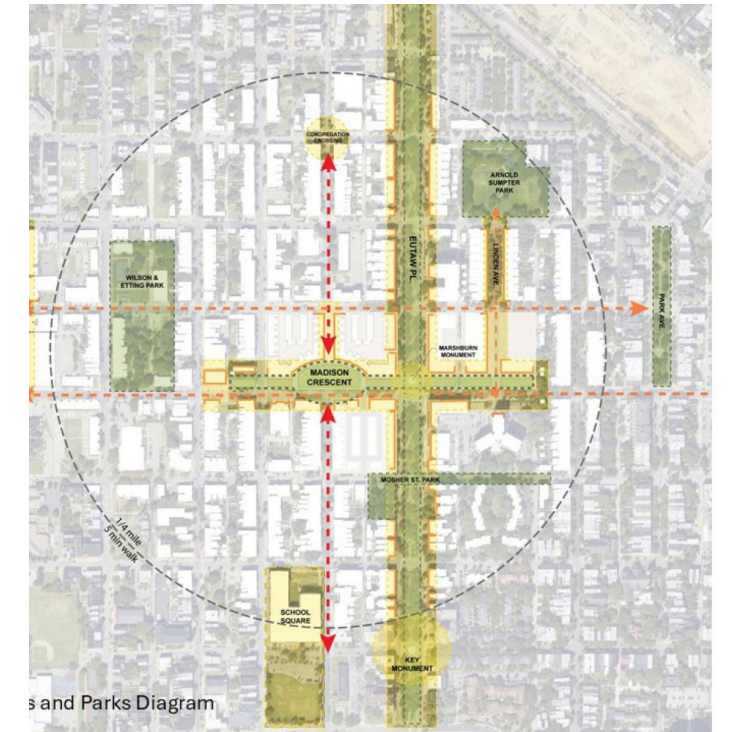 CONGREGATION
CROSSING
ARNOLD
SUMPTER
PARK
EUTAW PL.
LINDEN AVE.
WILSON &
ETTING PARK
PARK AVE.
MARSHBURN
MONUMENT
MADISON
CRESCENT
MOSHER ST. PARK
1/4 mile
5 min walk
SCHOOL
SQUARE
KEY
MONUMENT
s and Parks Diagram